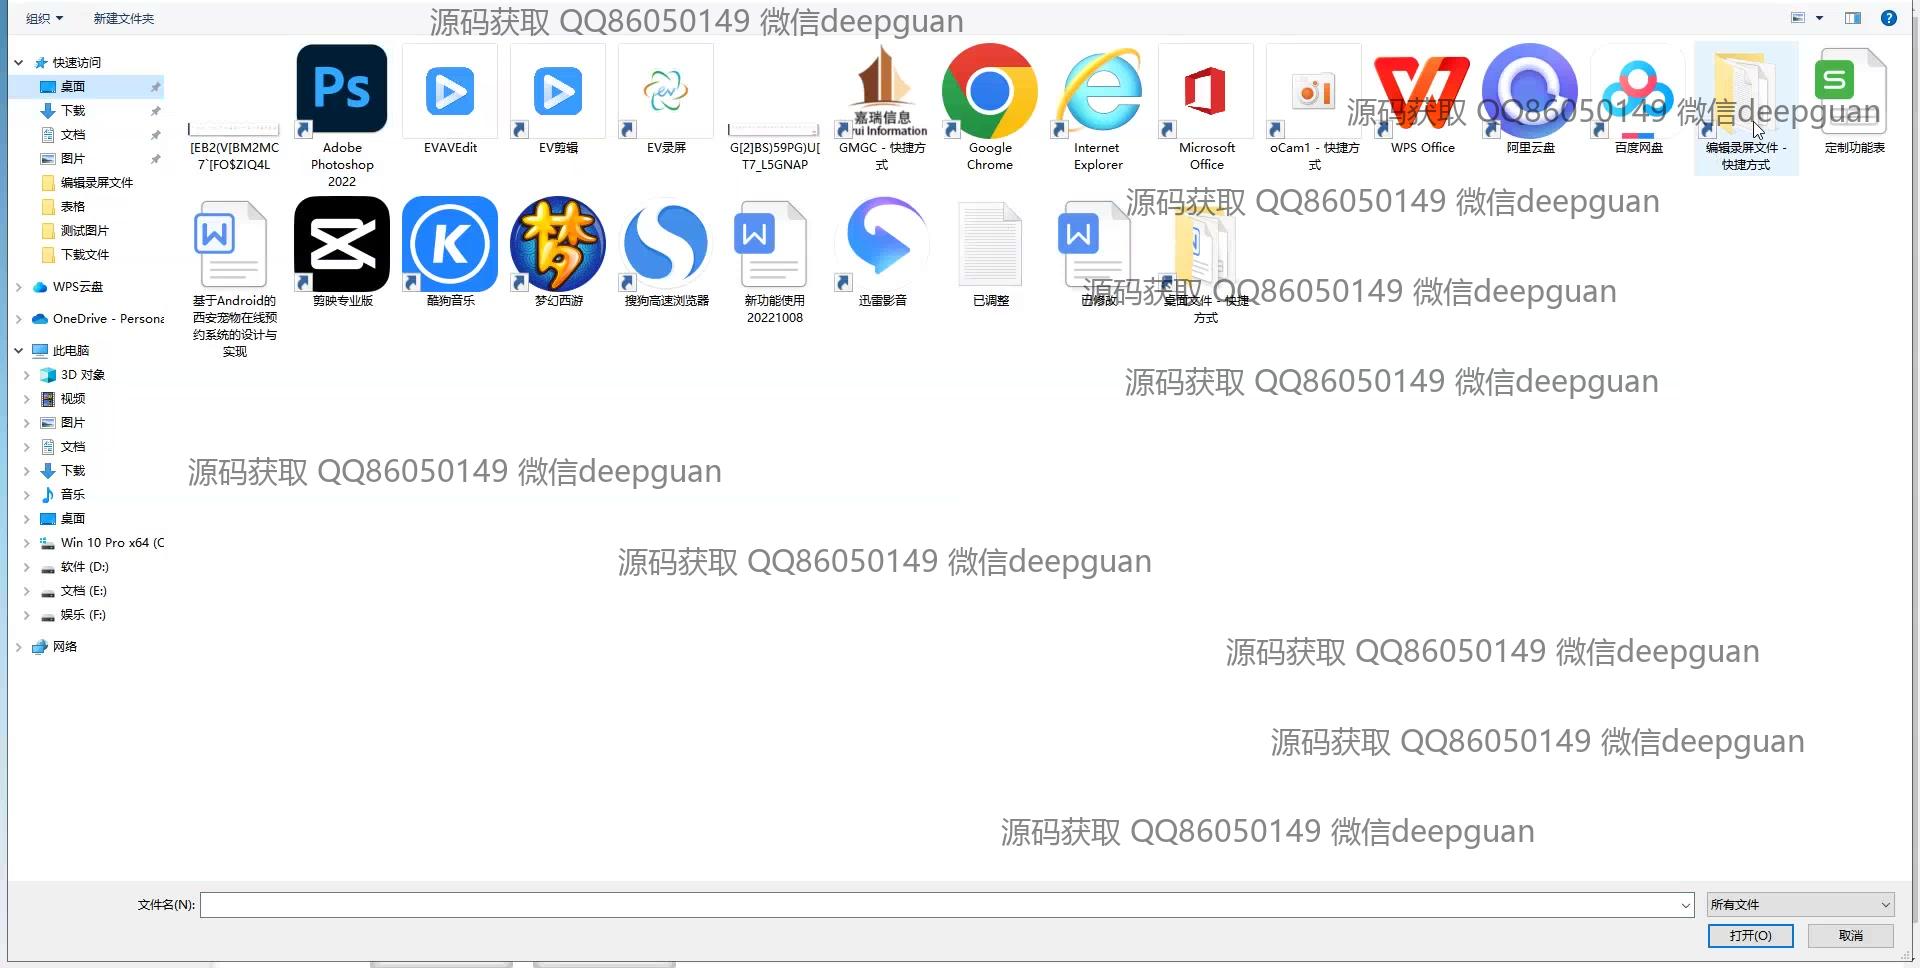 组织 新建文件夹
源码获取 QQ86050149 微信deepguan
快速访问
桌面
下载
文档
图片
编辑录屏文件
表格
测试图片
下载文件
WPS云盘
OneDrive - Persona
此电脑
3D 对象
视频
图片
文档
下载
音乐
桌面
Win 10 Pro x64 (C
软件 (D:)
文档 (E:)
娱乐 (F:)
网络
[EB2(V[BM2MC
7`[FO$ZIQ4L
Ps
Adobe
Photoshop
2022
EVAVEdit
EV剪辑
ev
EV录屏
G[2]BS)59PG)U[
T7_L5GNAP
嘉瑞信息
rui Information
GMGC - 快捷方
式
Google
Chrome
Internet
Explorer
Microsoft
Office
oCam1 - 快捷方
式
WPS Office
阿里云盘
百度网盘
编辑录屏文件 -
快捷方式
S
定制功能表
源码获取 QQ86050149 微信deepguan
W
基于Android的
西安宠物在线预
约系统的设计与
实现
剪映专业版
K
酷狗音乐
梦
梦幻西游
S
搜狗高速浏览器
W
新功能使用
20221008
迅雷影音
已调整
W
已修改
桌面文件 - 快捷
方式
源码获取 QQ86050149 微信deepguan
源码获取 QQ86050149 微信deepguan
源码获取 QQ86050149 微信deepguan
源码获取 QQ86050149 微信deepguan
源码获取 QQ86050149 微信deepguan
源码获取 QQ86050149 微信deepguan
源码获取 QQ86050149 微信deepguan
源码获取 QQ86050149 微信deepguan
文件名(N):
所有文件
打开(O) 取消